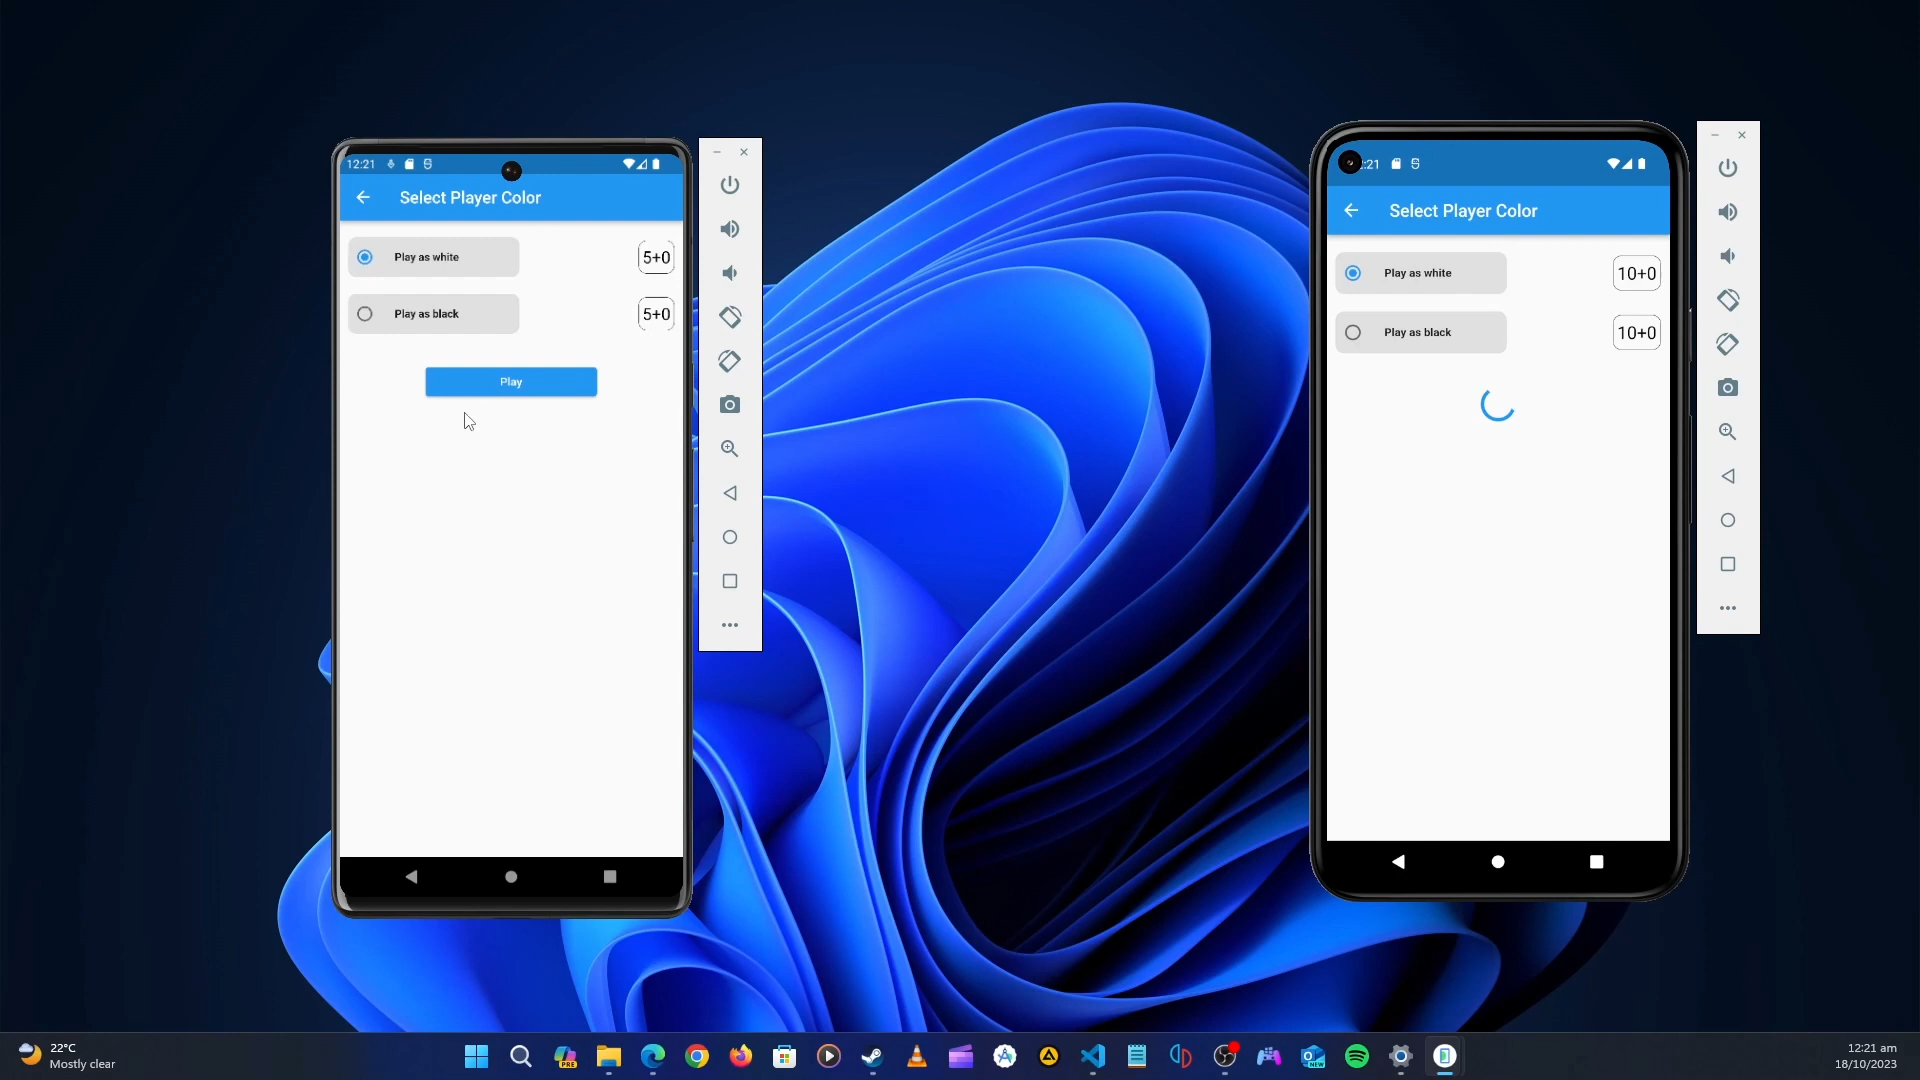 12:21
Select Player Color
Play as white
5+0
Play as black
5+0
Play
:21
Select Player Color
Play as white
10+0
Play as black
10+0
22°C
Mostly clear
PRE
NEW
12:21 am
18/10/2023